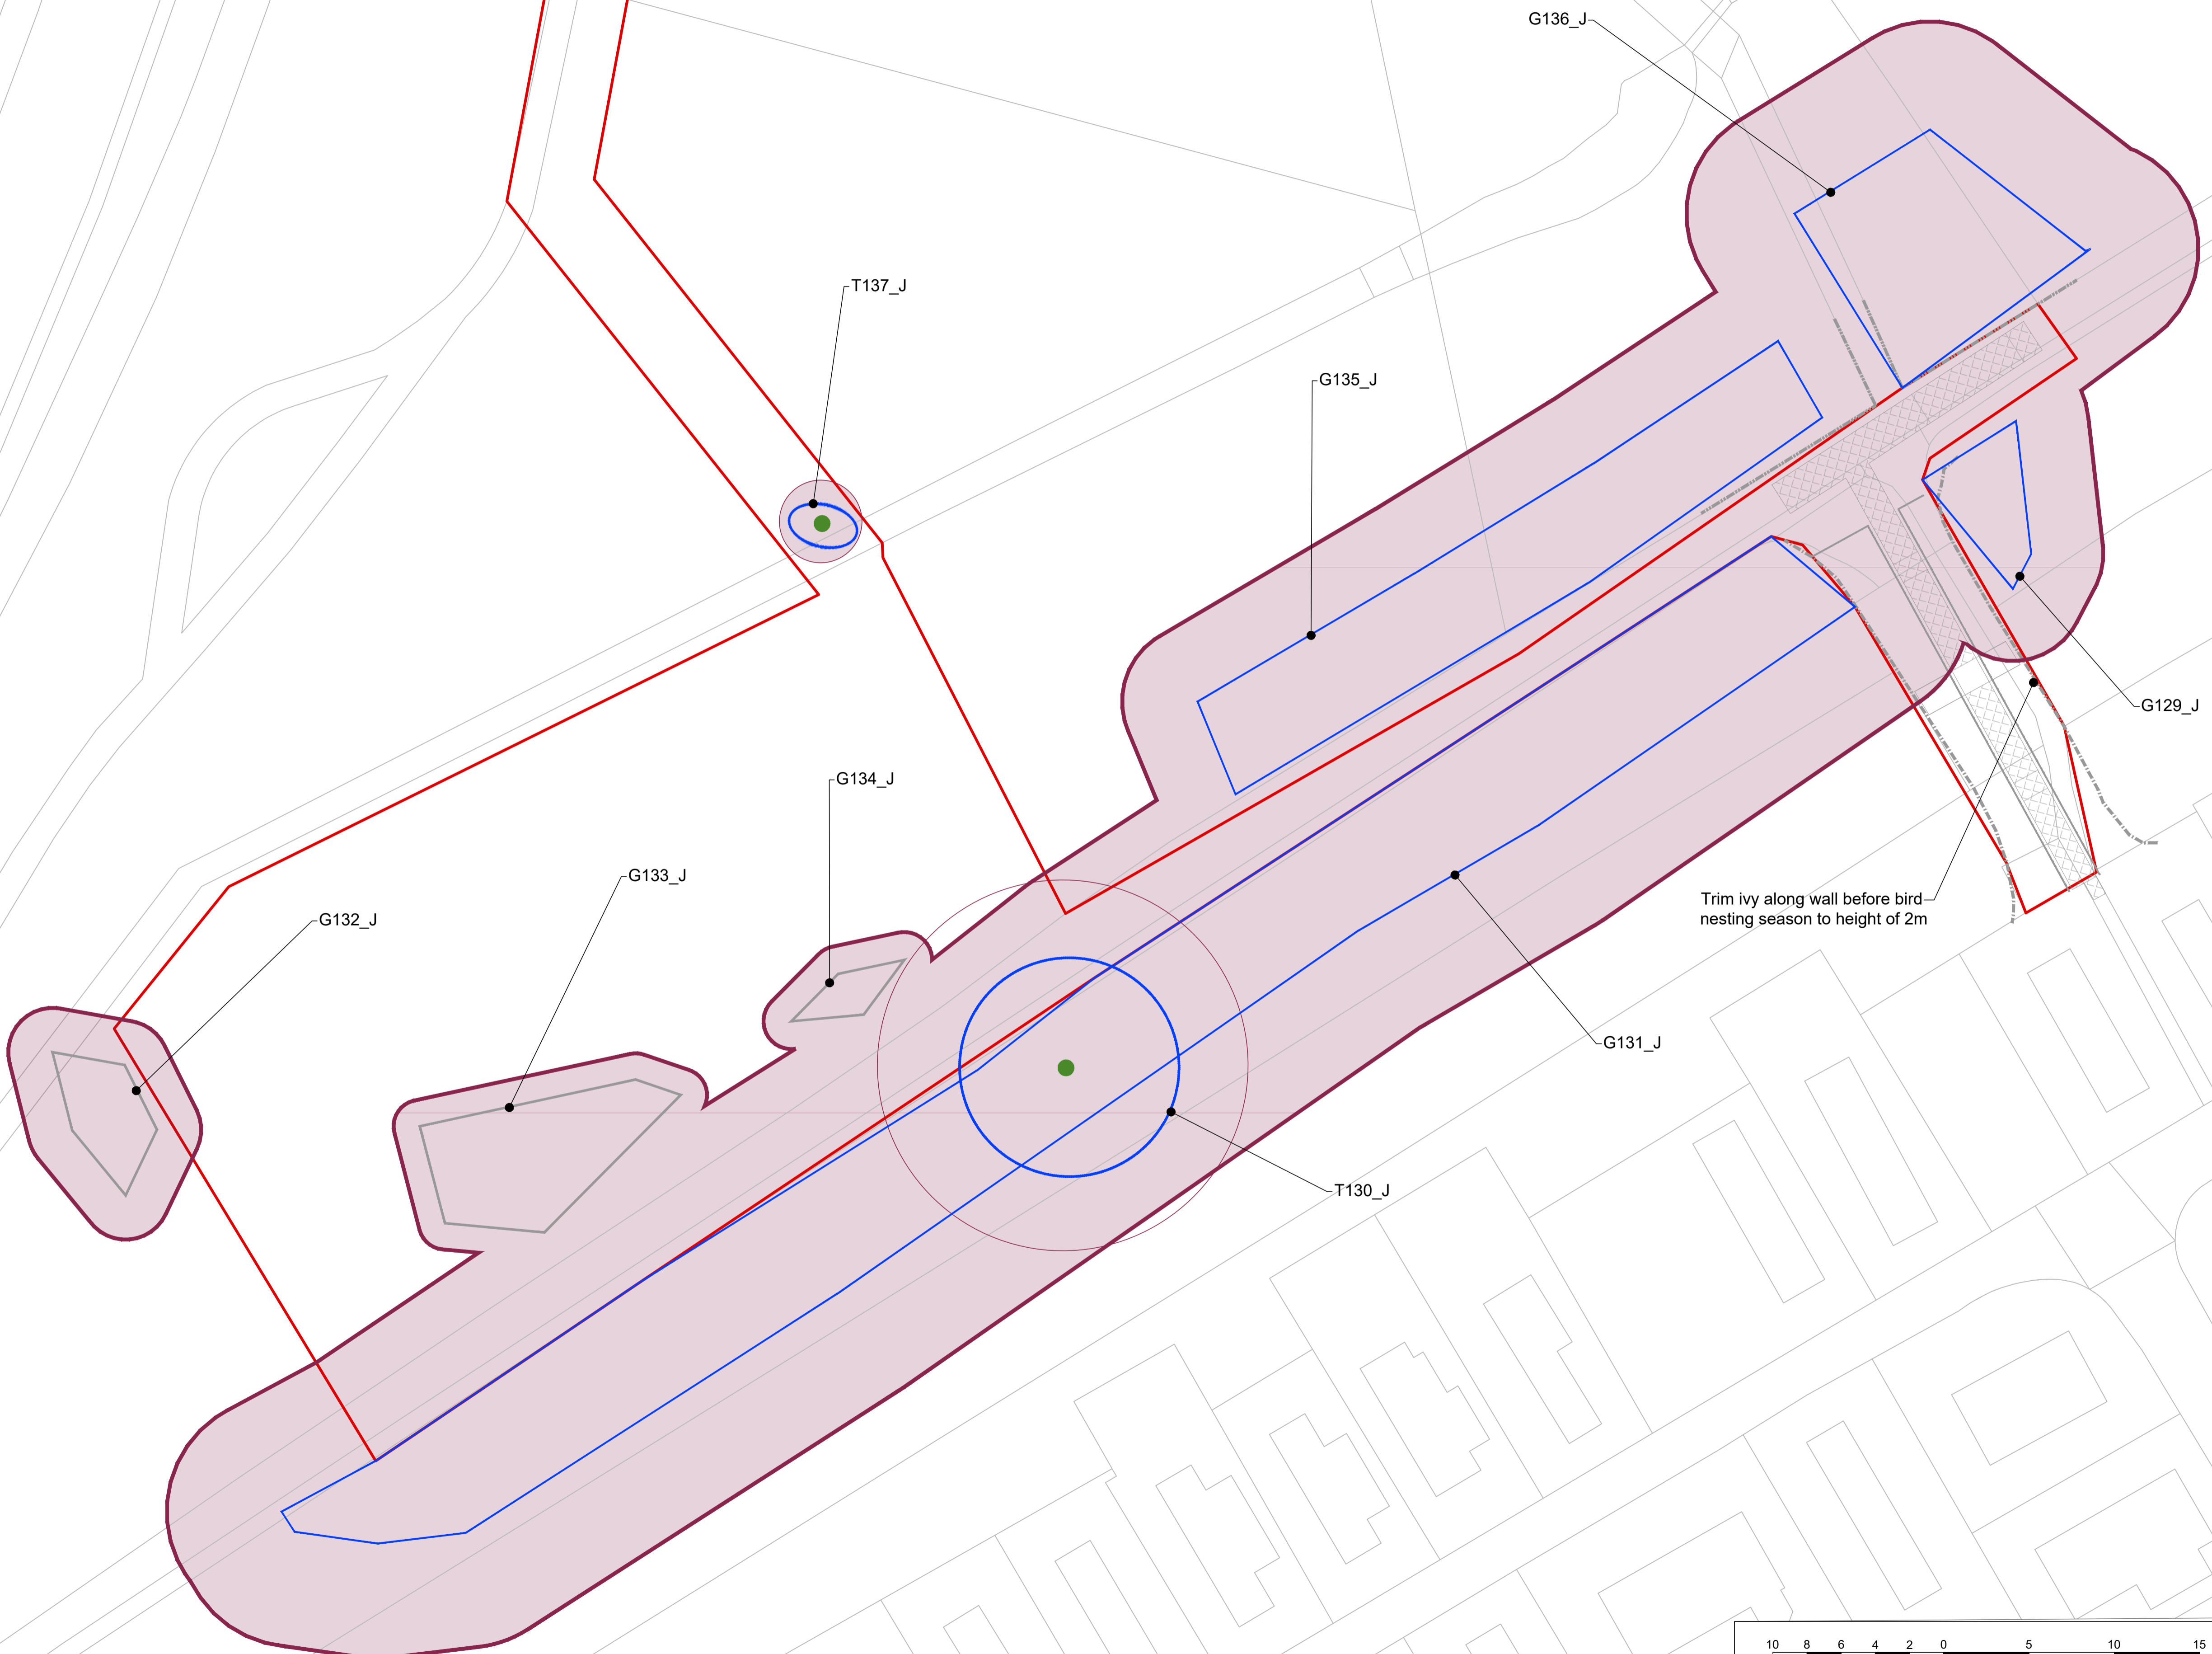 G136_J
T137_J
G135_J
G129_J
G134_J
G133_J
Trim ivy along wall before bird
nesting season to height of 2m
G132_J
G131_J
T130_J
10 8 6 4 2 0 5 10 15